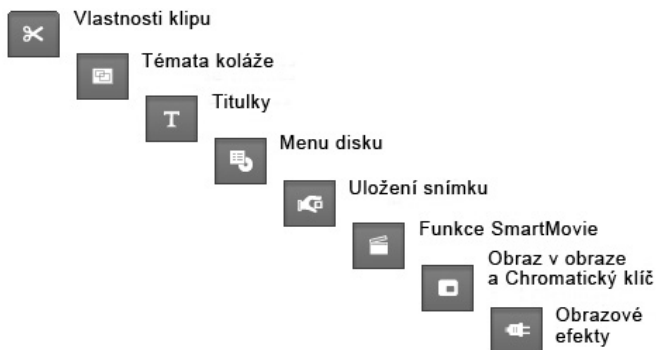 Vlastnosti klipu
Témata koláže
T
Titulky
Menu disku
Uložení snímku
Funkce SmartMovie
Obraz v obraze
a Chromatický klíč
Obrazové
efekty